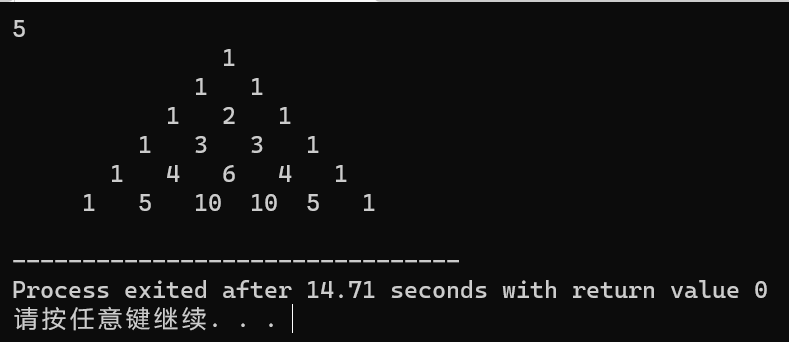 5
               1
             1   1
           1   2   1
         1   3   3   1
       1   4   6   4   1
     1   5   10  10  5   1

--------------------------------
Process exited after 14.71 seconds with return value 0
请按任意键继续. . .